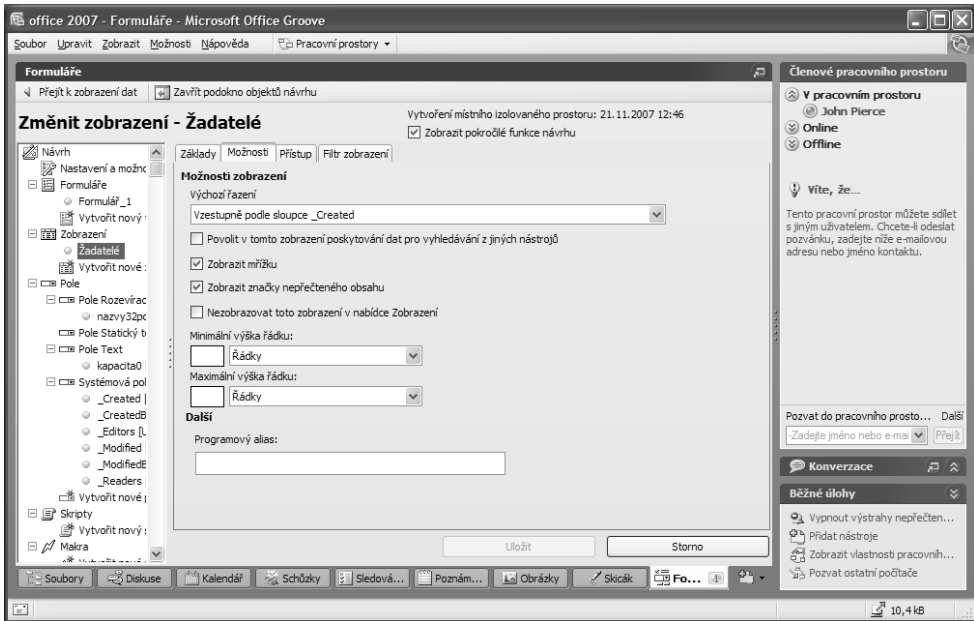 office 2007 - Formuláře - Microsoft Office Groove
Soubor Upravit Zobrazit Možnosti Nápověda Pracovní prostory
Formuláře
Přejít k zobrazení dat Zavřít podokno objektů návrhu
Změnit zobrazení - Žadatelé
Vytvoření místního izolovaného prostoru: 21.11.2007 12:46
Zobrazit pokročilé funkce návrhu
Návrh
Nastavení a možnc
Formuláře
Formulář_1
Vytvořit nový
Zobrazení
Žadatelé
Vytvořit nové
Pole
Pole Rozevírac
nazvy32pc
Pole Statický t
Pole Text
kapacita0
Systémová pol
_Created [
_CreatedB
_Editors [L
_Modified
_ModifiedE
_Readers
Vytvořit nové
Skripty
Vytvořit nový
Makra
Základy Možnosti Přístup Filtr zobrazení
Možnosti zobrazení
Výchozí řazení
Vzestupně podle sloupce _Created
Povolit v tomto zobrazení poskytování dat pro vyhledávání z jiných nástrojů
Zobrazit mřížku
Zobrazit značky nepřečteného obsahu
Nezobrazovat toto zobrazení v nabídce Zobrazení
Minimální výška řádku:
Řádky
Maximální výška řádku:
Řádky
Další
Programový alias:
Uložit Storno
Členové pracovního prostoru
V pracovním prostoru
John Pierce
Online
Offline
Víte, že...
Tento pracovní prostor můžete sdílet
s jiným uživatelem. Chcete-li odeslat
pozvánku, zadejte níže e-mailovou
adresu nebo jméno kontaktu.
Pozvat do pracovního prosto... Další
-Zadejte jméno nebo e-mai Přejít
Konverzace
Běžné úlohy
Vypnout výstrahy nepřečten...
Přidat nástroje
Zobrazit vlastnosti pracovníh...
Pozvat ostatní počítače
Soubory Diskuse Kalendář Schůzky Sledová... Poznám... Obrázky Skicák Fo...
10,4 kB